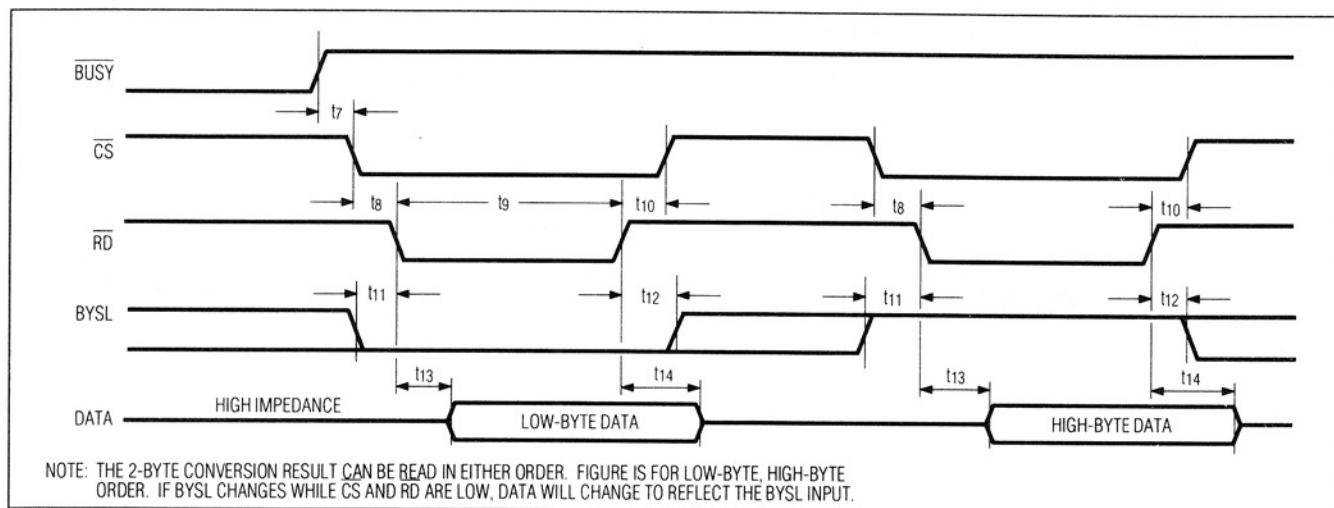 BUSY
t7
CS
t8 t9 t10 t8 t10
RD
t11 t12 t11 t12
BYSL
t13 t14 t13 t14
HIGH IMPEDANCE
DATA LOW-BYTE DATA HIGH-BYTE DATA
NOTE: THE 2-BYTE CONVERSION RESULT CAN BE READ IN EITHER ORDER. FIGURE IS FOR LOW-BYTE, HIGH-BYTE
ORDER. IF BYSL CHANGES WHILE CS AND RD ARE LOW, DATA WILL CHANGE TO REFLECT THE BYSL INPUT.